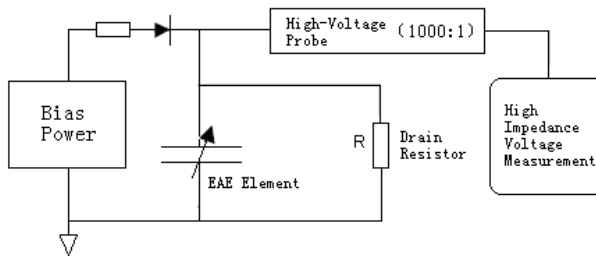 High-Voltage
Probe
(1000:1)
Bias
Power
High
Impedance
Voltage
Measurement
R
Drain
Resistor
EAE Element